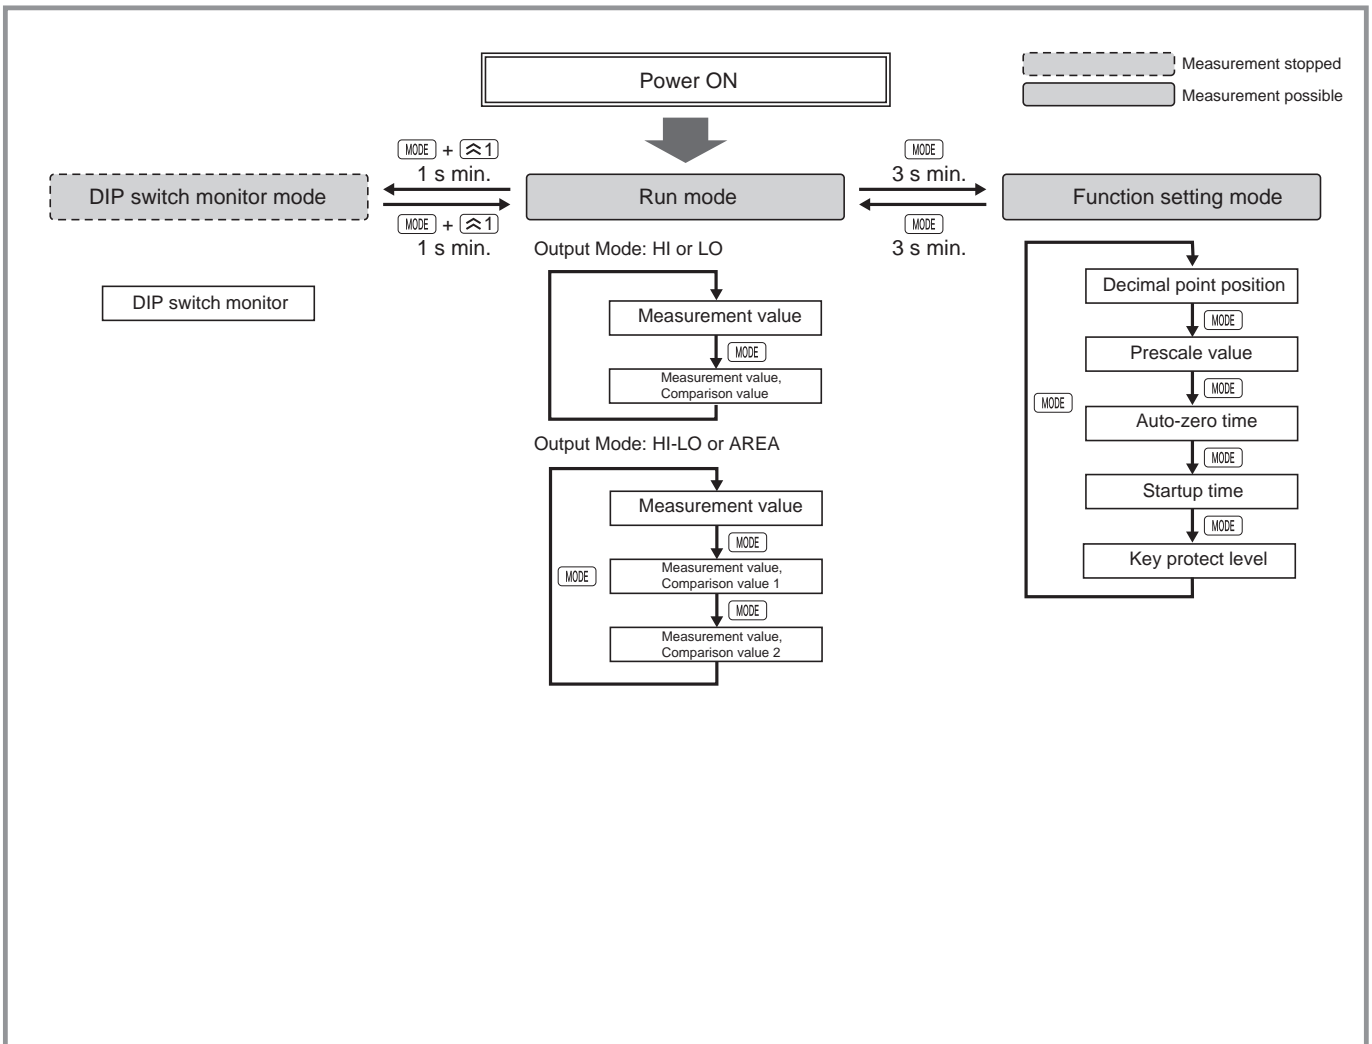 Power ON
Measurement stopped
Measurement possible
MODE + 1
1 s min.
MODE
3 s min.
DIP switch monitor mode
Run mode
Function setting mode
MODE + 1
1 s min.
MODE
3 s min.
DIP switch monitor
Output Mode: HI or LO
Measurement value
MODE
Measurement value,
Comparison value
Output Mode: HI-LO or AREA
Measurement value
MODE
Measurement value,
Comparison value 1
MODE
MODE
Measurement value,
Comparison value 2
Decimal point position
MODE
Prescale value
MODE
MODE
Auto-zero time
MODE
Startup time
MODE
Key protect level